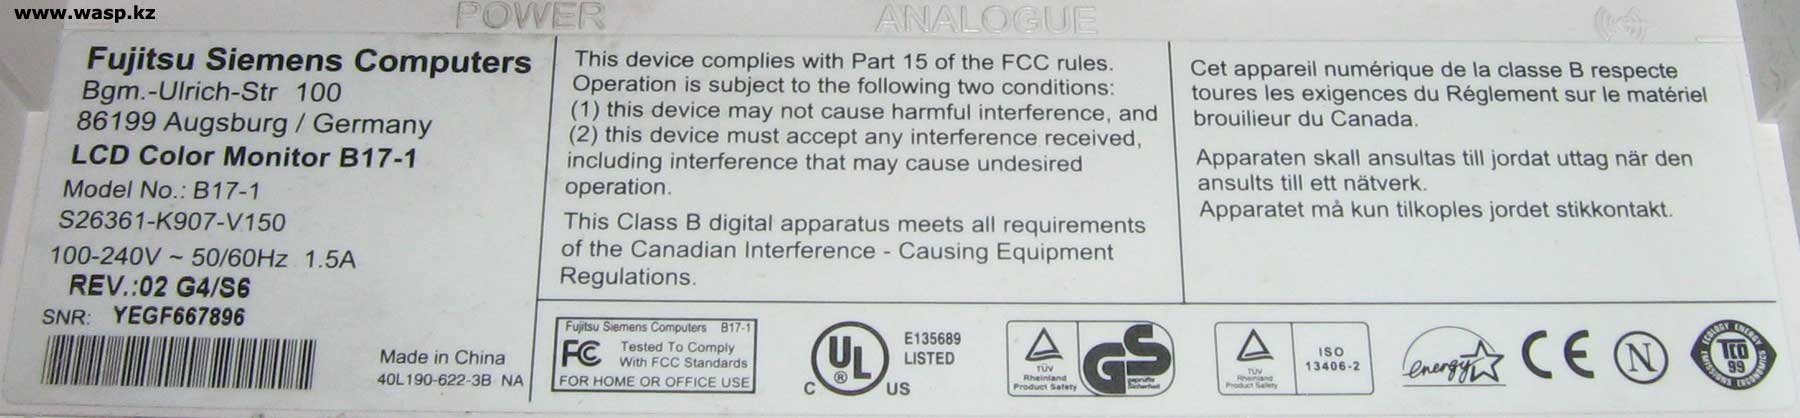 www.wasp.kz
POWER
ANALOGUE
Fujitsu Siemens Computers
Bgm.-Ulrich-Str 100
86199 Augsburg / Germany
LCD Color Monitor B17-1
Model No.: B17-1
S26361-K907-V150
100-240V ~ 50/60Hz 1.5A
REV.:02 G4/S6
SNR: YEGF667896
Made in China
40L190-622-3B NA
This device complies with Part 15 of the FCC rules.
Operation is subject to the following two conditions:
(1) this device may not cause harmful interference, and
(2) this device must accept any interference received,
including interference that may cause undesired
operation.
This Class B digital apparatus meets all requirements
of the Canadian Interference - Causing Equipment
Regulations.
Cet appareil numérique de la classe B respecte
toures les exigences du Réglement sur le matériel
brouilieur du Canada.
Apparaten skall ansultas till jordat uttag när den
ansults till ett nätverk.
Apparatet må kun tilkoples jordet stikkontakt.
Fujitsu Siemens Computers B17-1
FC Tested To Comply
With FCC Standards
FOR HOME OR OFFICE USE
C UL ® US
E135689
LISTED
TÜV
Rheinland
Product Safety
GS
geprüfte
Sicherheit
TÜV
Rheinland
Product Safety
ISO
13406-2
energy
CE
N
ECOLOGY ENERGY
TCO
99
EMISSIONS ERGONOMICS